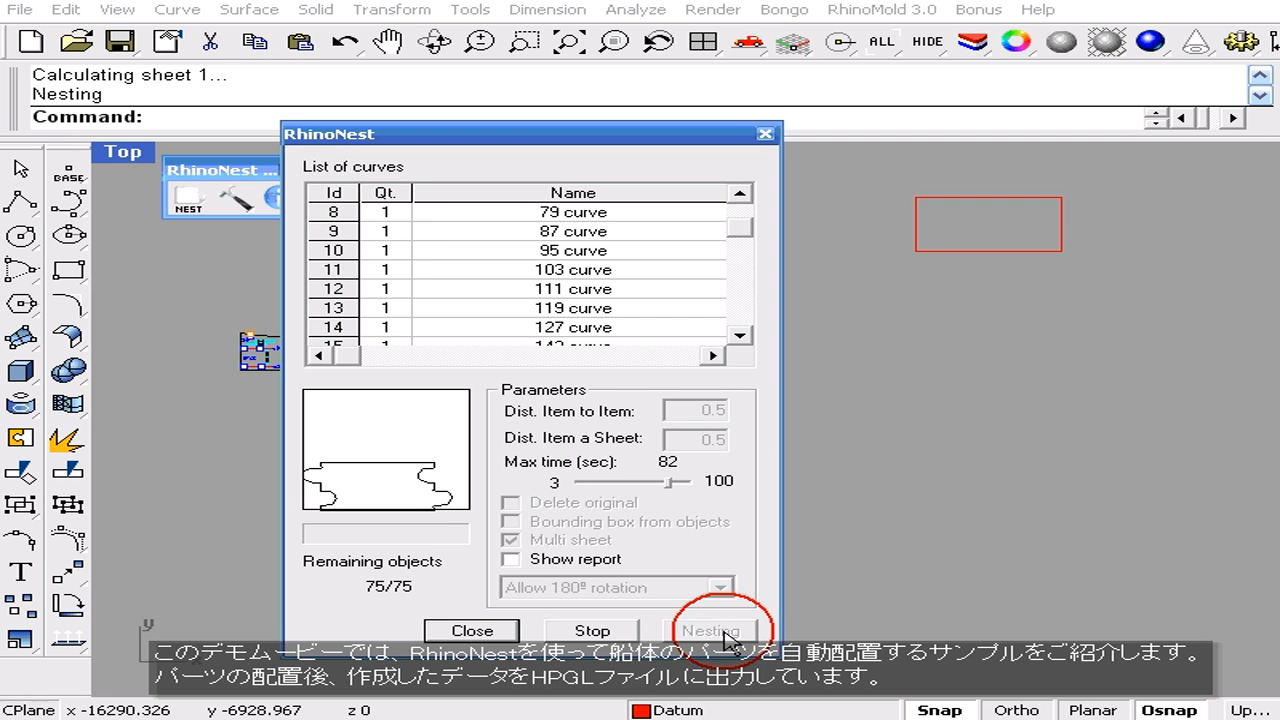 File Edit View Curve Surface Solid Transform Tools Dimension Analyze Render Bongo RhinoMold 3.0 Bonus Help
ALL HIDE
Calculating sheet 1...
Nesting
Command:
RhinoNest
Top
BASE
RhinoNest ...
NEST
List of curves
Id Qt. Name
8 1 79 curve
9 1 87 curve
10 1 95 curve
11 1 103 curve
12 1 111 curve
13 1 119 curve
14 1 127 curve
15 1 143 curve
Parameters
Dist. Item to Item: 0.5
Dist. Item a Sheet: 0.5
Max time (sec): 82
3 100
Delete original
Bounding box from objects
Multi sheet
Show report
Allow 180º rotation
Remaining objects
75/75
Close Stop Nesting
y
このデモムービーでは、RhinoNestを使って船体のパーツを自動配置するサンプルをご紹介します。
パーツの配置後、作成したデータをHPGLファイルに出力しています。
CPlane x -16290.326 y -6928.967 z 0 Datum Snap Ortho Planar Osnap Up...